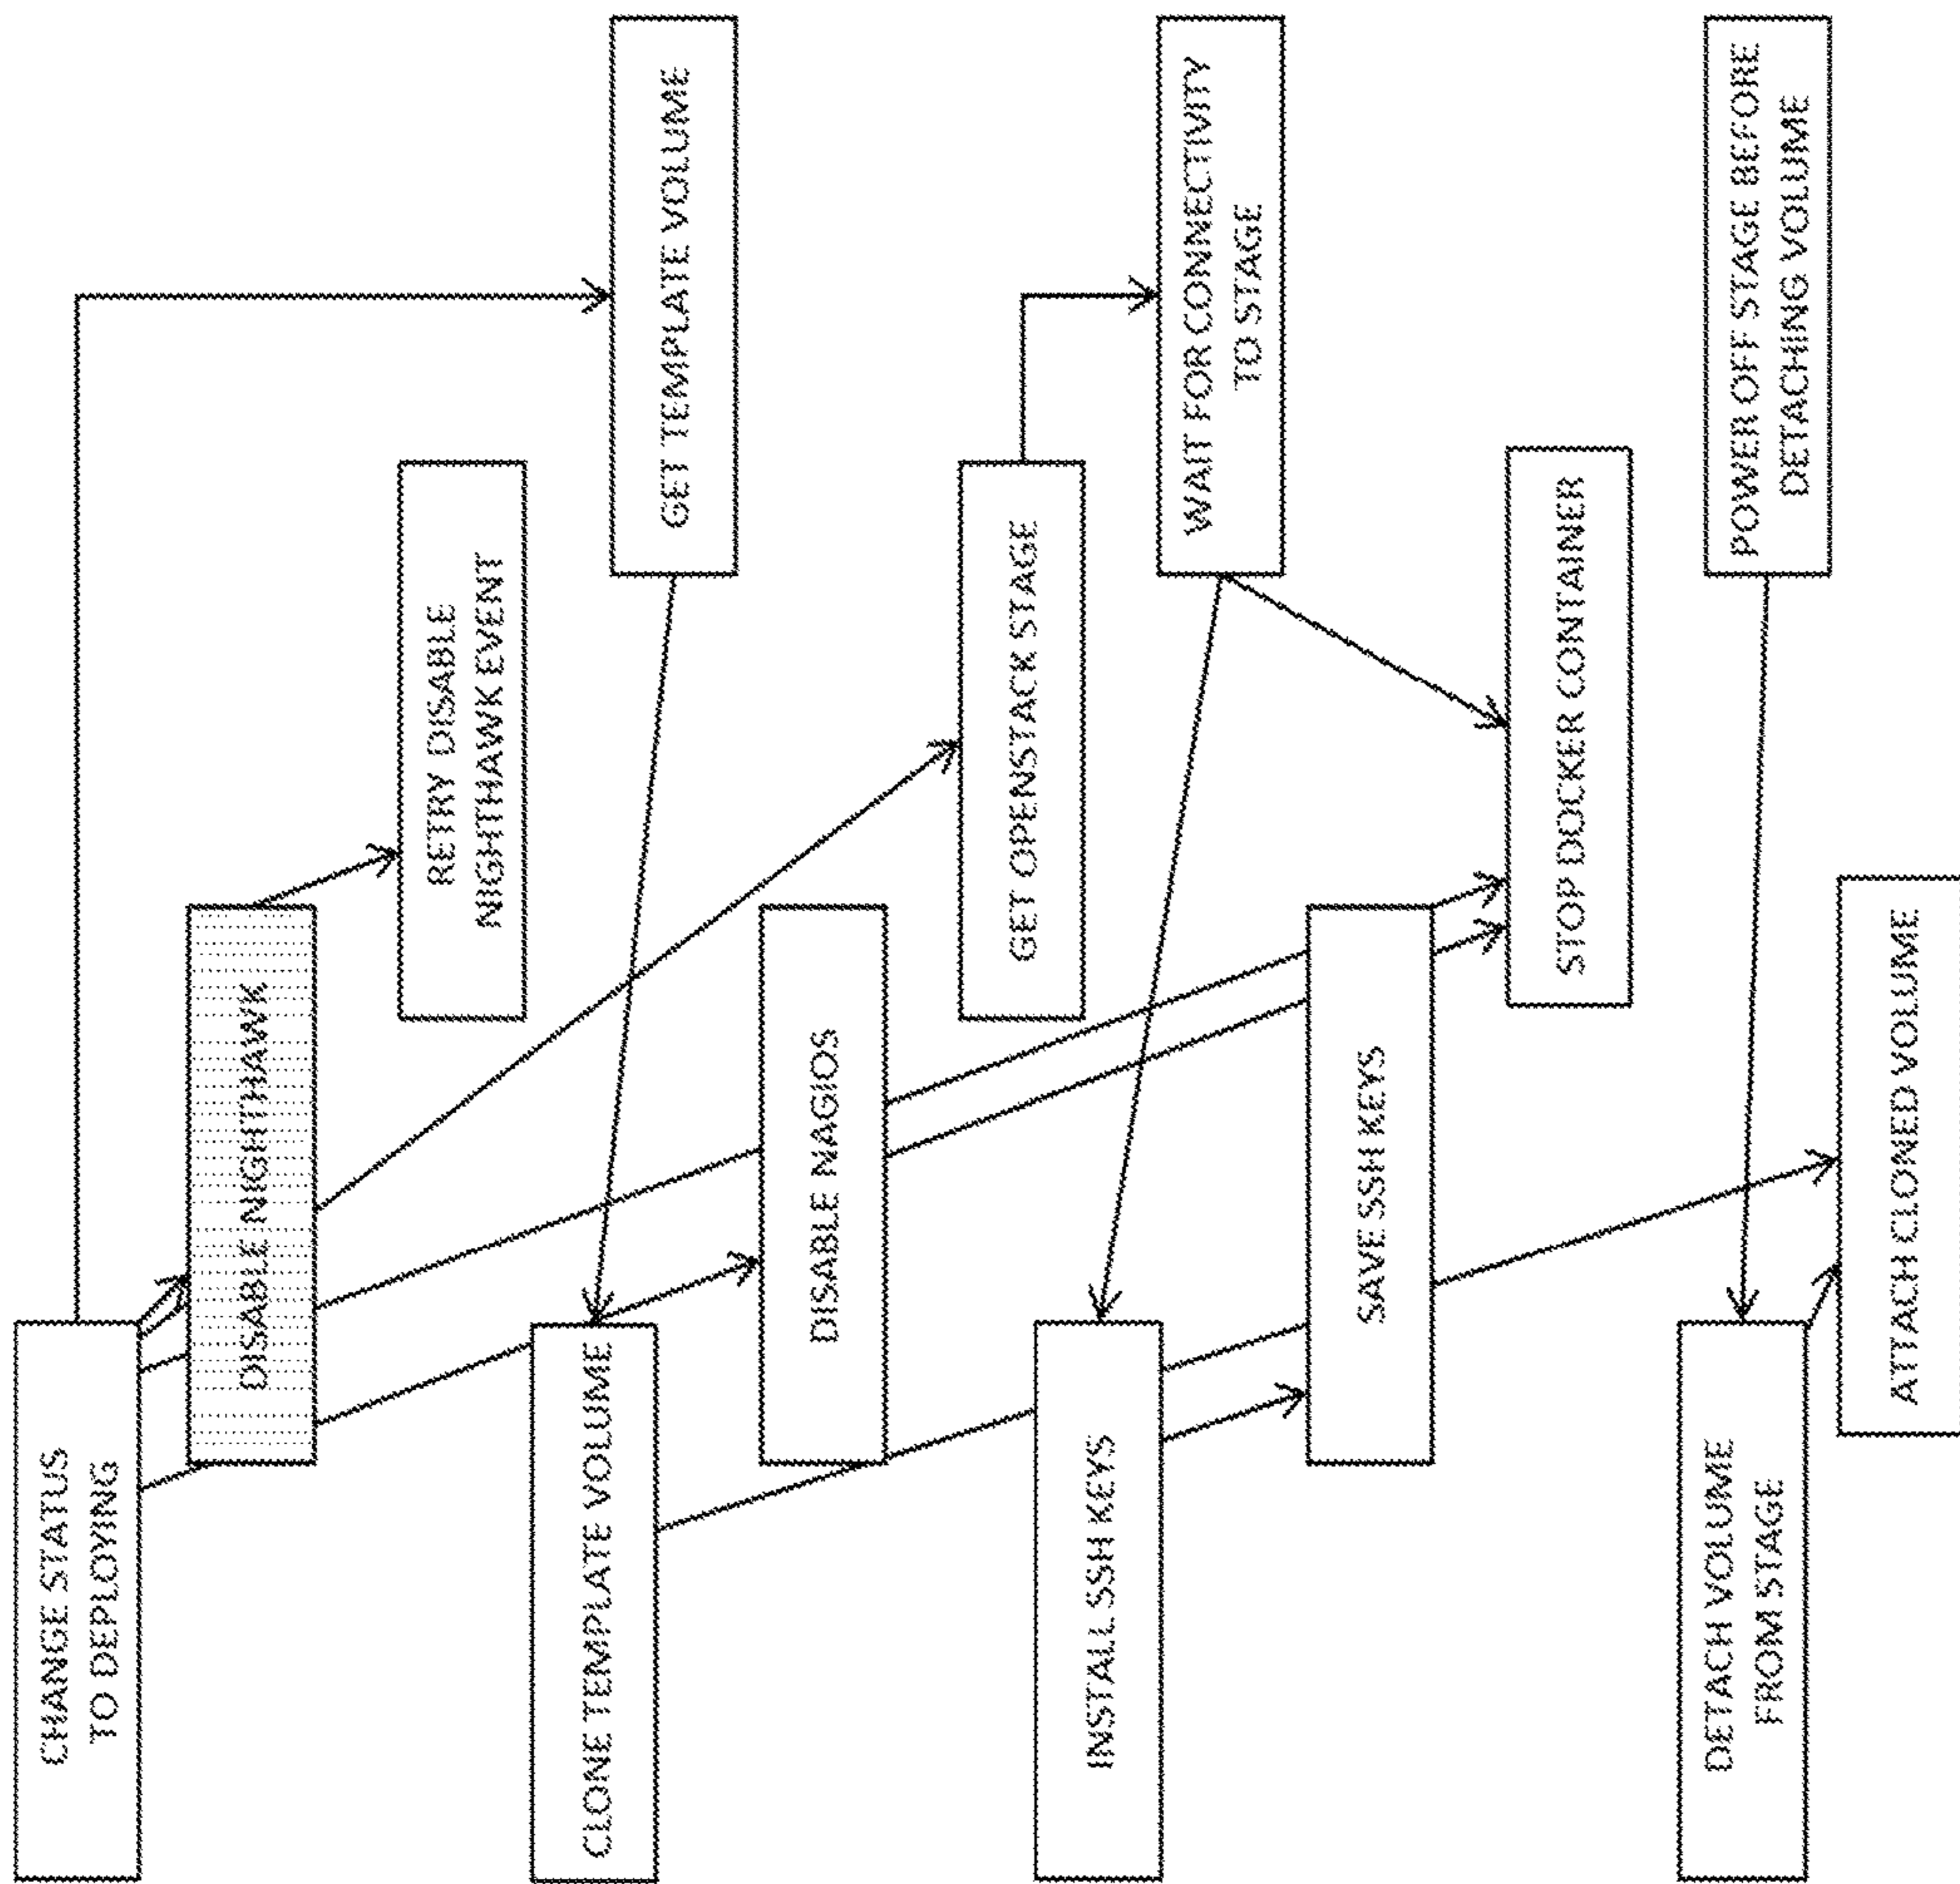 CHANGE STATUS
TO DEPLOYING
DISABLE NIGHTHAWK
RETRY DISABLE
NIGHTHAWK EVENT
GET TEMPLATE VOLUME
CLONE TEMPLATE VOLUME
DISABLE NAGIOS
GET OPENSTACK STAGE
WAIT FOR CONNECTIVITY
TO STAGE
INSTALL SSH KEYS
SAVE SSH KEYS
STOP DOCKER CONTAINER
POWER OFF STAGE BEFORE
DETACHING VOLUME
DETACH VOLUME
FROM STAGE
ATTACH CLONED VOLUME